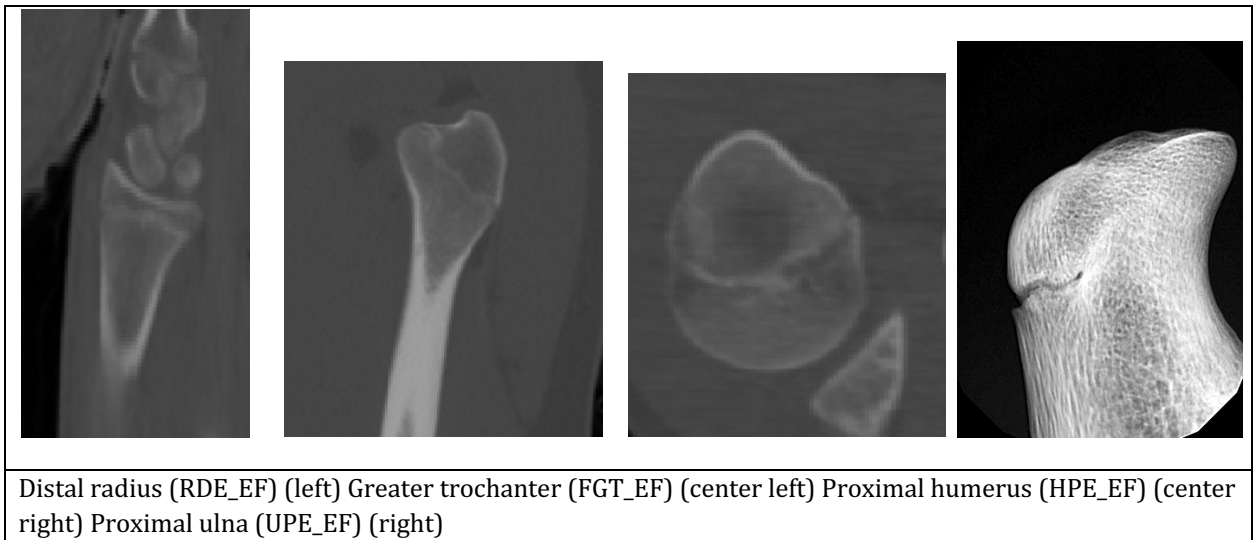 Distal radius (RDE_EF) (left) Greater trochanter (FGT_EF) (center left) Proximal humerus (HPE_EF) (center
right) Proximal ulna (UPE_EF) (right)